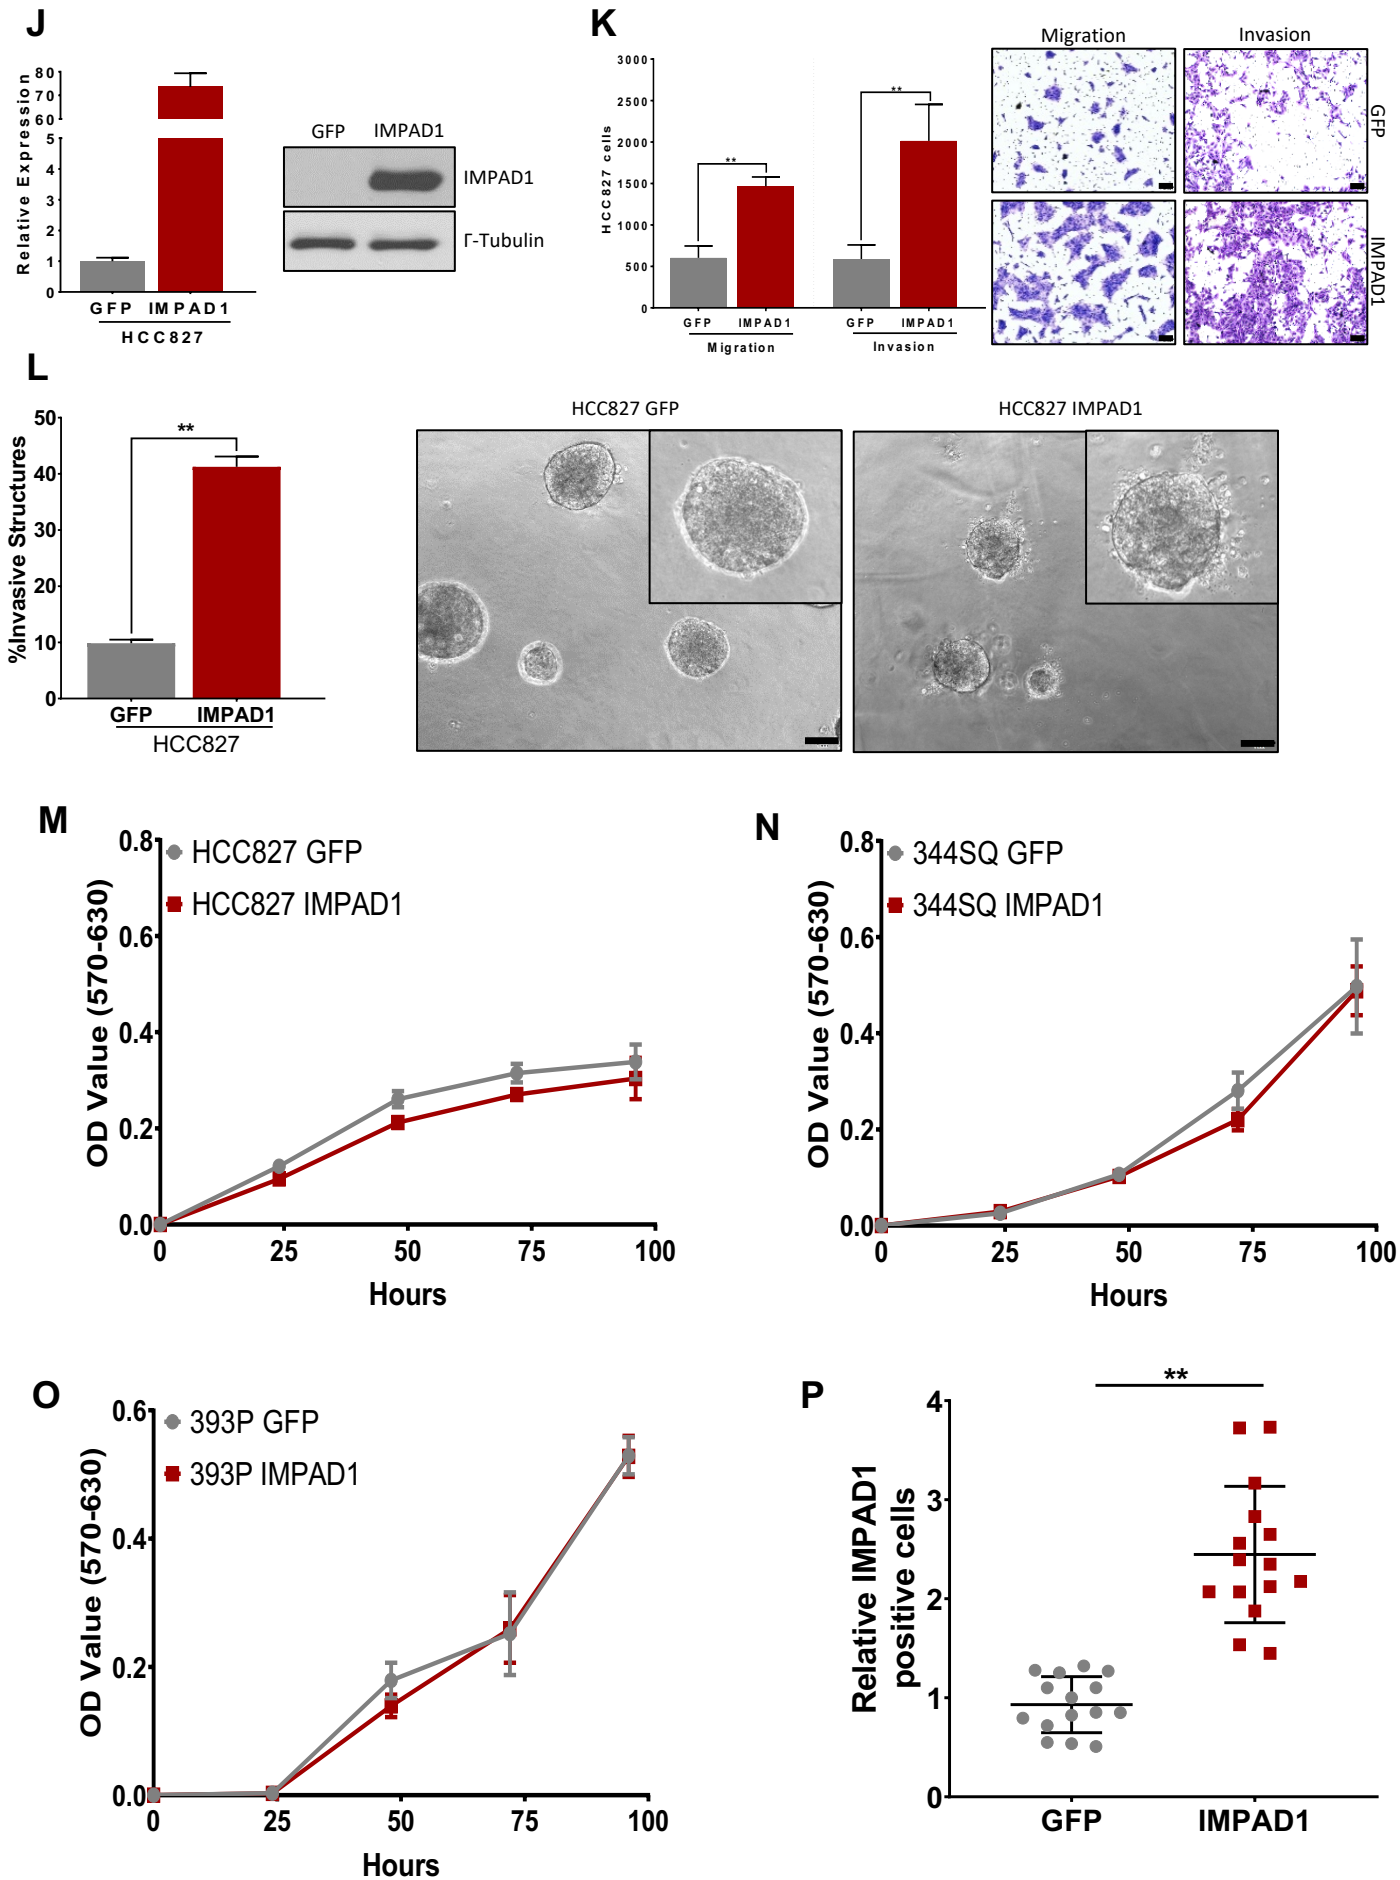 J
Relative Expression
80
70
60
5
4
3
2
1
0
GFP IMPAD1
HCC827
GFP IMPAD1
IMPAD1
Γ-Tubulin
K
HCC827 cells
3000
2500
2000
1500
1000
500
0
**
**
GFP IMPAD1 GFP IMPAD1
Migration Invasion
Migration Invasion
GFP
IMPAD1
L
%Invasive Structures
50
40
30
20
10
0
**
GFP IMPAD1
HCC827
HCC827 GFP
HCC827 IMPAD1
M
OD Value (570-630)
0.8
0.6
0.4
0.2
0.0
HCC827 GFP
HCC827 IMPAD1
0 25 50 75 100
Hours
N
OD Value (570-630)
0.8
0.6
0.4
0.2
0.0
344SQ GFP
344SQ IMPAD1
0 25 50 75 100
Hours
O
OD Value (570-630)
0.6
0.4
0.2
0.0
393P GFP
393P IMPAD1
0 25 50 75 100
Hours
P
Relative IMPAD1
positive cells
4
3
2
1
0
**
GFP IMPAD1